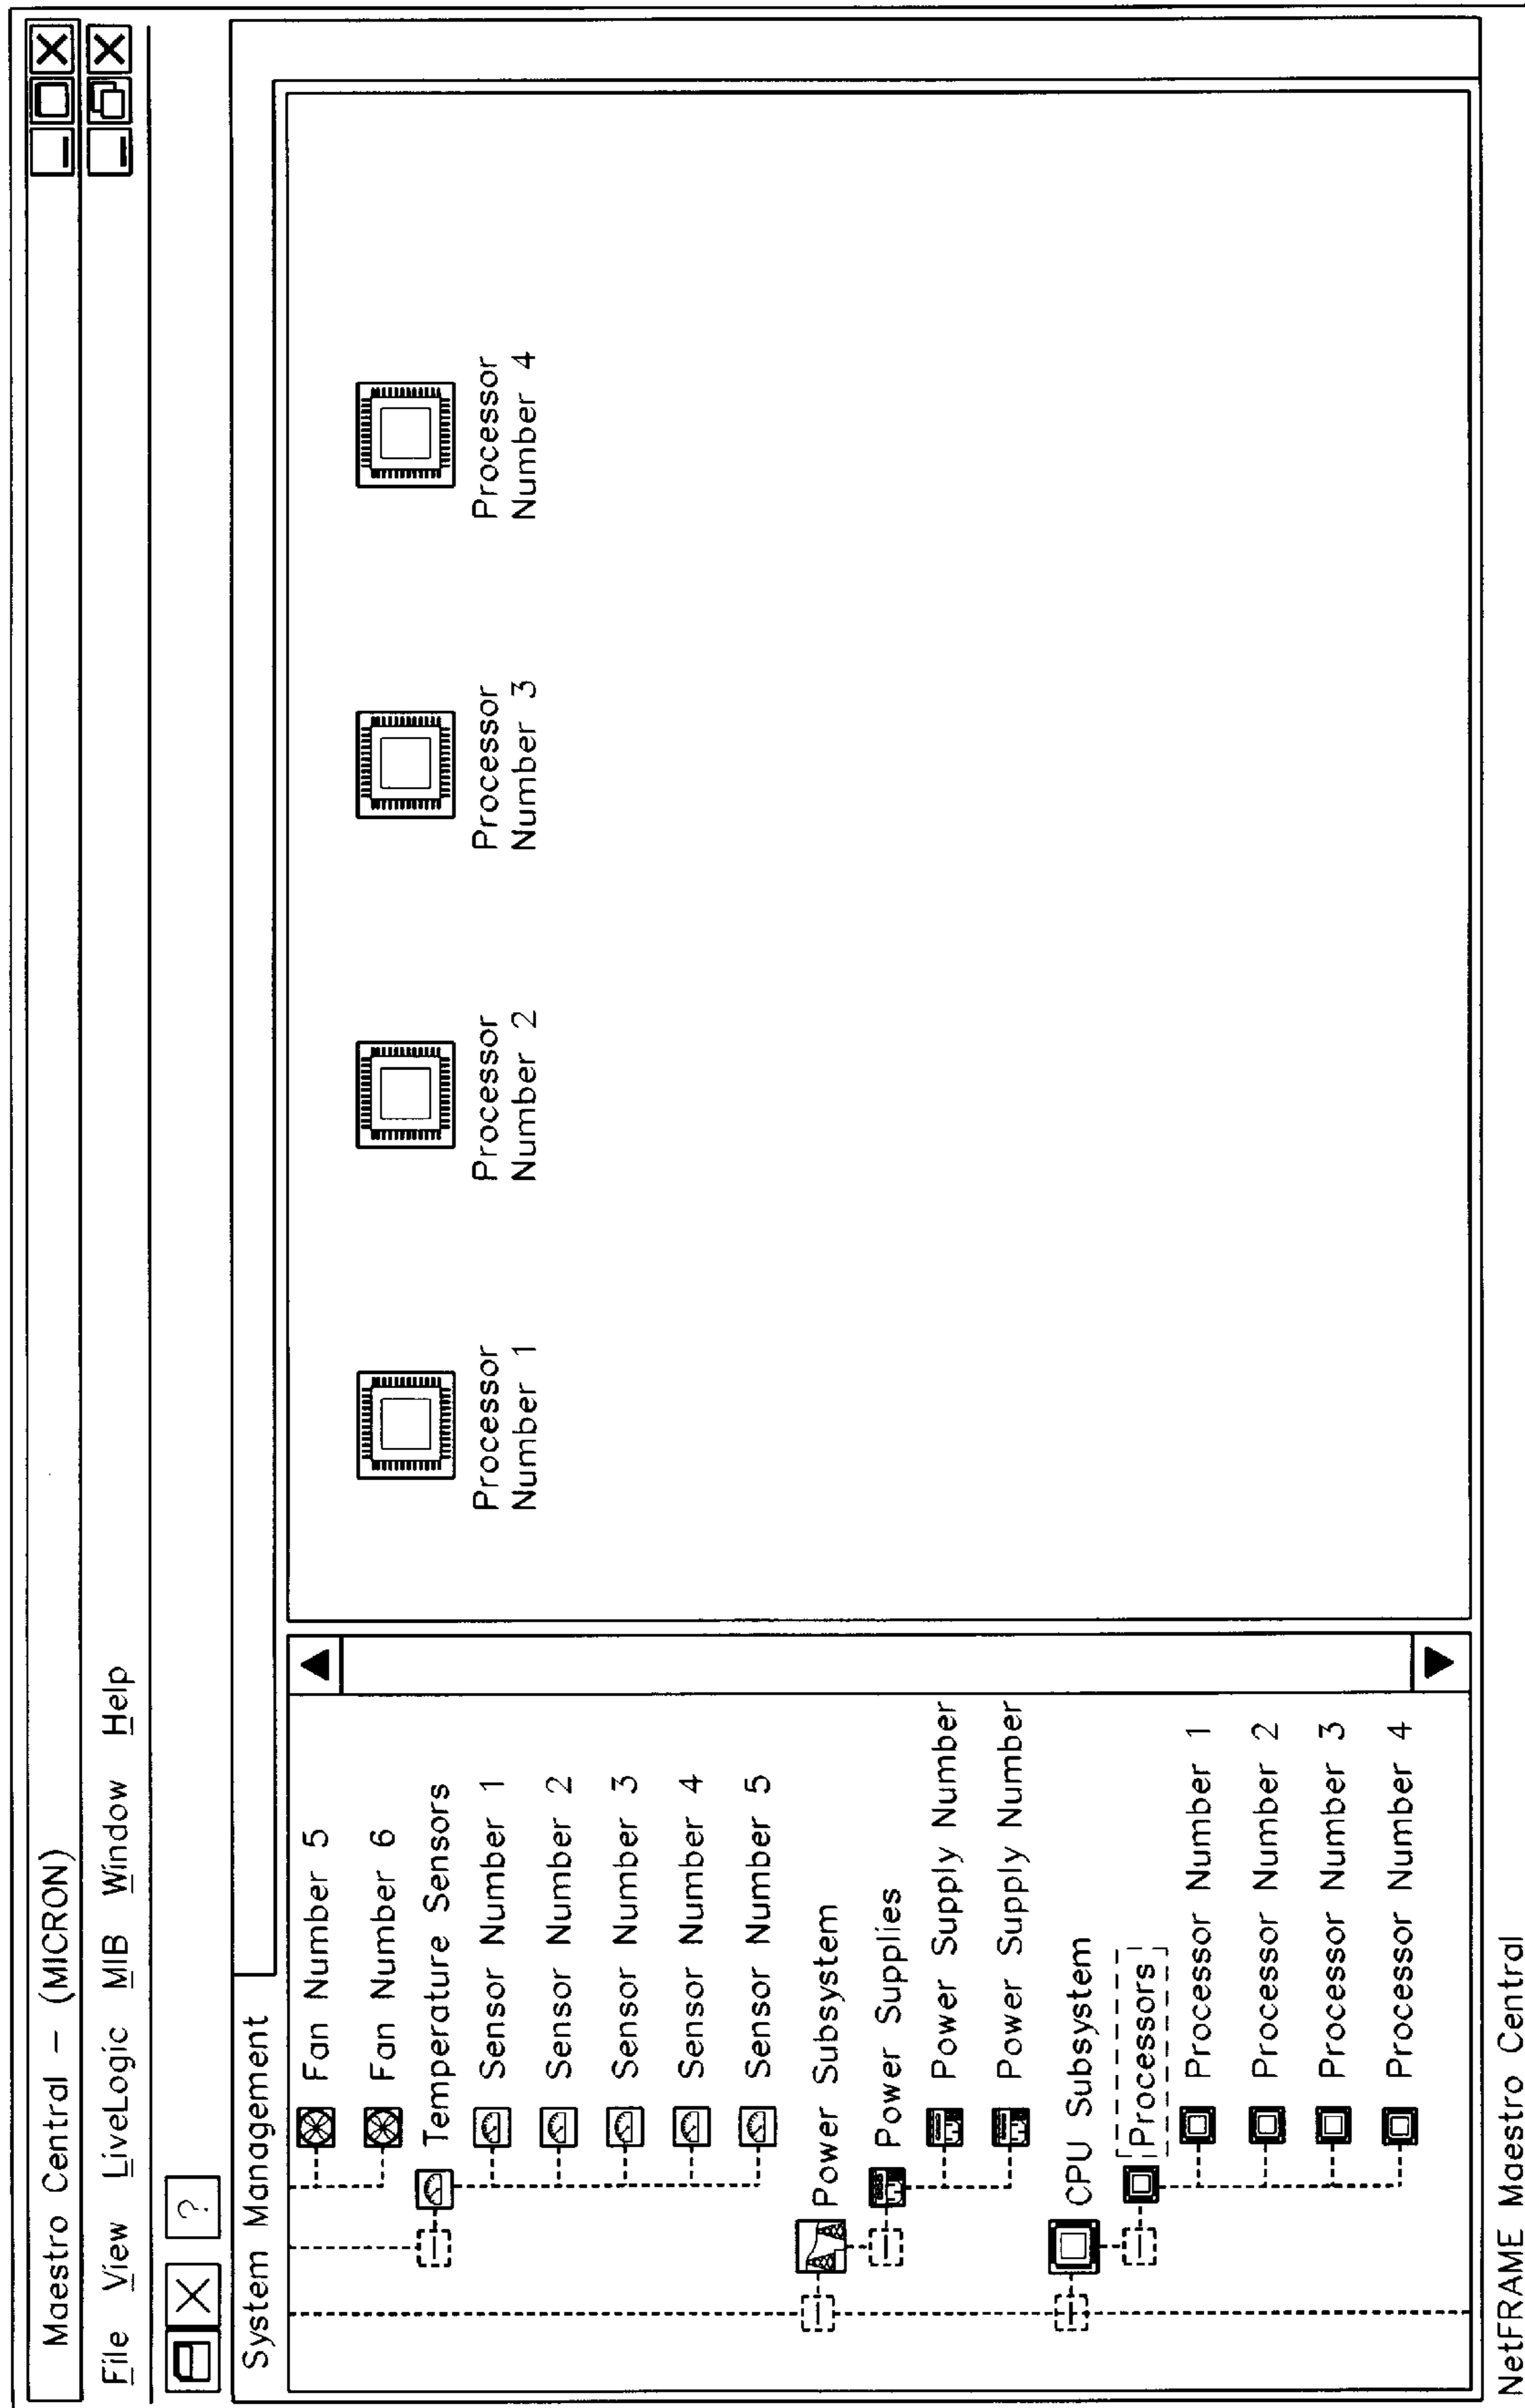 Maestro Central – (MICRON)
File View LiveLogic MIB Window Help
?
System Management
Fan Number 5
Fan Number 6
Temperature Sensors
Sensor Number 1
Sensor Number 2
Sensor Number 3
Sensor Number 4
Sensor Number 5
Power Subsystem
Power Supplies
Power Supply Number
Power Supply Number
CPU Subsystem
Processors
Processor Number 1
Processor Number 2
Processor Number 3
Processor Number 4
Processor
Number 1
Processor
Number 2
Processor
Number 3
Processor
Number 4
NetFRAME Maestro Central